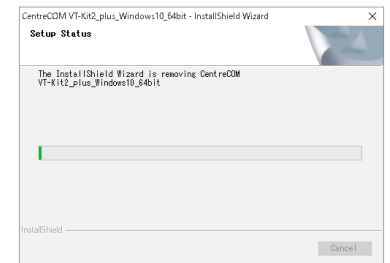 CentreCOM VT-Kit2_plus_Windows10_64bit - InstallShield Wizard
Setup Status
The InstallShield Wizard is removing CentreCOM
VT-Kit2_plus_Windows10_64bit
InstallShield
Cancel